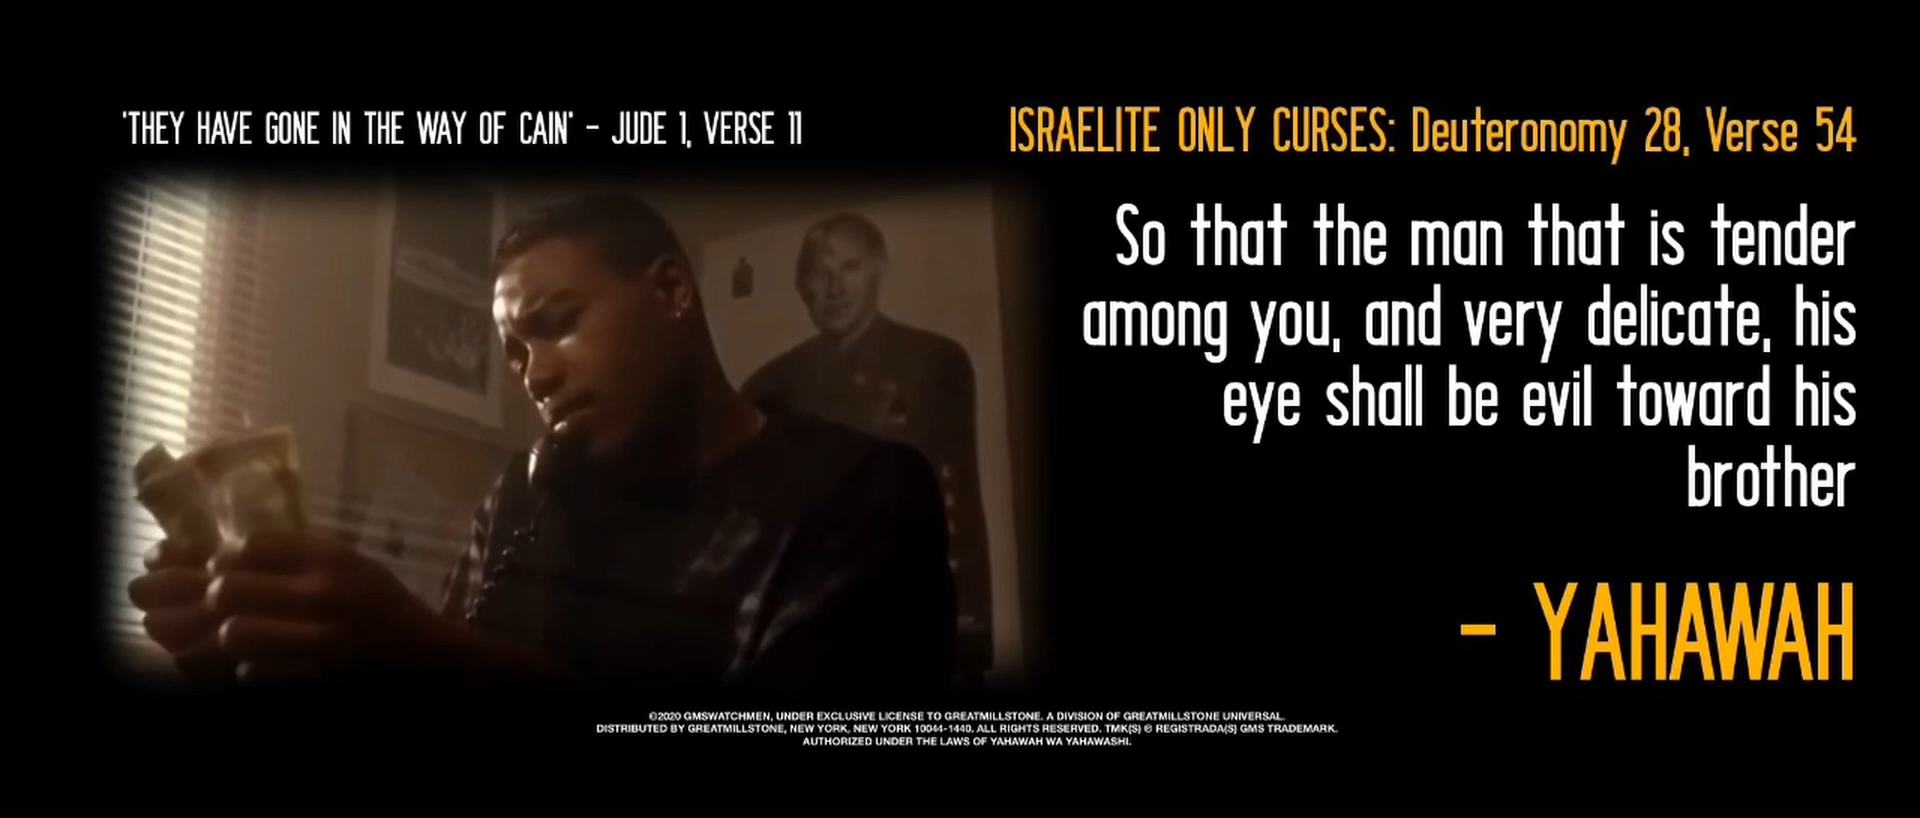 'THEY HAVE GONE IN THE WAY OF CAIN' - JUDE 1, VERSE 11
ISRAELITE ONLY CURSES: Deuteronomy 28, Verse 54
So that the man that is tender
among you, and very delicate, his
eye shall be evil toward his
brother
- YAHAWAH
©2020 GMSWATCHMEN, UNDER EXCLUSIVE LICENSE TO GREATMILLSTONE. A DIVISION OF GREATMILLSTONE UNIVERSAL.
DISTRIBUTED BY GREATMILLSTONE, NEW YORK, NEW YORK 10044-1440. ALL RIGHTS RESERVED. TMK(S) ® REGISTRADA(S) GMS TRADEMARK.
AUTHORIZED UNDER THE LAWS OF YAHAWAH WA YAHAWASHI.